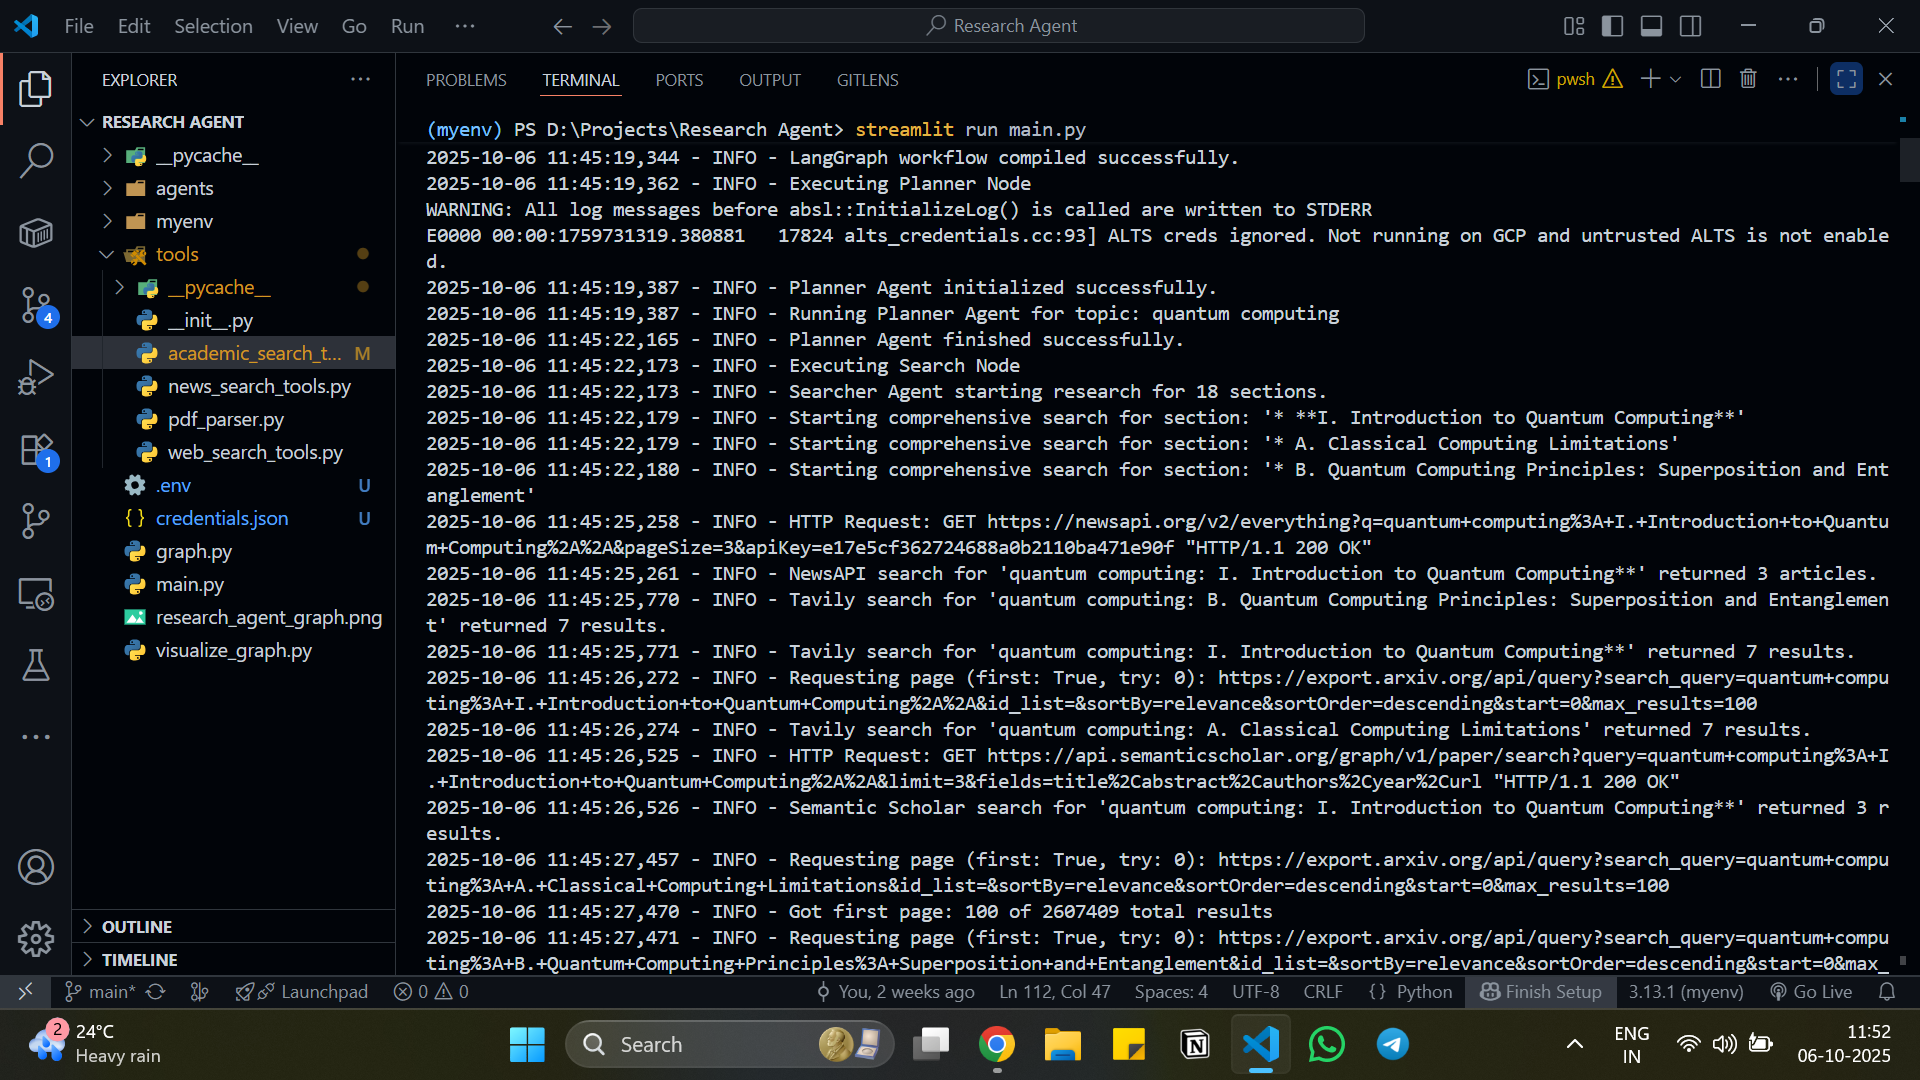 File Edit Selection View Go Run ···
Research Agent
EXPLORER
RESEARCH AGENT
__pycache__
agents
myenv
tools
__pycache__
__init__.py
academic_search_t... M
news_search_tools.py
pdf_parser.py
web_search_tools.py
.env U
credentials.json U
graph.py
main.py
research_agent_graph.png
visualize_graph.py
OUTLINE
TIMELINE
4
1
PROBLEMS TERMINAL PORTS OUTPUT GITLENS
pwsh
(myenv) PS D:\Projects\Research Agent> streamlit run main.py
2025-10-06 11:45:19,344 - INFO - LangGraph workflow compiled successfully.
2025-10-06 11:45:19,362 - INFO - Executing Planner Node
WARNING: All log messages before absl::InitializeLog() is called are written to STDERR
E0000 00:00:1759731319.380881   17824 alts_credentials.cc:93] ALTS creds ignored. Not running on GCP and untrusted ALTS is not enable
d.
2025-10-06 11:45:19,387 - INFO - Planner Agent initialized successfully.
2025-10-06 11:45:19,387 - INFO - Running Planner Agent for topic: quantum computing
2025-10-06 11:45:22,165 - INFO - Planner Agent finished successfully.
2025-10-06 11:45:22,173 - INFO - Executing Search Node
2025-10-06 11:45:22,173 - INFO - Searcher Agent starting research for 18 sections.
2025-10-06 11:45:22,179 - INFO - Starting comprehensive search for section: '* **I. Introduction to Quantum Computing**'
2025-10-06 11:45:22,179 - INFO - Starting comprehensive search for section: '* A. Classical Computing Limitations'
2025-10-06 11:45:22,180 - INFO - Starting comprehensive search for section: '* B. Quantum Computing Principles: Superposition and Ent
anglement'
2025-10-06 11:45:25,258 - INFO - HTTP Request: GET https://newsapi.org/v2/everything?q=quantum+computing%3A+I.+Introduction+to+Quantu
m+Computing%2A%2A&pageSize=3&apiKey=e17e5cf362724688a0b2110ba471e90f "HTTP/1.1 200 OK"
2025-10-06 11:45:25,261 - INFO - NewsAPI search for 'quantum computing: I. Introduction to Quantum Computing**' returned 3 articles.
2025-10-06 11:45:25,770 - INFO - Tavily search for 'quantum computing: B. Quantum Computing Principles: Superposition and Entanglemen
t' returned 7 results.
2025-10-06 11:45:25,771 - INFO - Tavily search for 'quantum computing: I. Introduction to Quantum Computing**' returned 7 results.
2025-10-06 11:45:26,272 - INFO - Requesting page (first: True, try: 0): https://export.arxiv.org/api/query?search_query=quantum+compu
ting%3A+I.+Introduction+to+Quantum+Computing%2A%2A&id_list=&sortBy=relevance&sortOrder=descending&start=0&max_results=100
2025-10-06 11:45:26,274 - INFO - Tavily search for 'quantum computing: A. Classical Computing Limitations' returned 7 results.
2025-10-06 11:45:26,525 - INFO - HTTP Request: GET https://api.semanticscholar.org/graph/v1/paper/search?query=quantum+computing%3A+I
.+Introduction+to+Quantum+Computing%2A%2A&limit=3&fields=title%2Cabstract%2Cauthors%2Cyear%2Curl "HTTP/1.1 200 OK"
2025-10-06 11:45:26,526 - INFO - Semantic Scholar search for 'quantum computing: I. Introduction to Quantum Computing**' returned 3 r
esults.
2025-10-06 11:45:27,457 - INFO - Requesting page (first: True, try: 0): https://export.arxiv.org/api/query?search_query=quantum+compu
ting%3A+A.+Classical+Computing+Limitations&id_list=&sortBy=relevance&sortOrder=descending&start=0&max_results=100
2025-10-06 11:45:27,470 - INFO - Got first page: 100 of 2607409 total results
2025-10-06 11:45:27,471 - INFO - Requesting page (first: True, try: 0): https://export.arxiv.org/api/query?search_query=quantum+compu
ting%3A+B.+Quantum+Computing+Principles%3A+Superposition+and+Entanglement&id_list=&sortBy=relevance&sortOrder=descending&start=0&max_
main* Launchpad 0 0 You, 2 weeks ago Ln 112, Col 47 Spaces: 4 UTF-8 CRLF {} Python Finish Setup 3.13.1 (myenv) Go Live
2
24°C
Heavy rain
Search
ENG
IN
11:52
06-10-2025